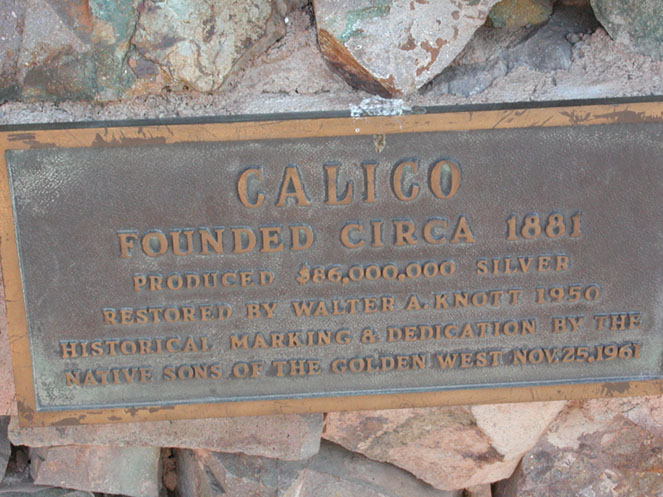 CALICO
FOUNDED CIRCA 1881
PRODUCED $86,000,000 SILVER
RESTORED BY WALTER A. KNOTT 1950
HISTORICAL MARKING & DEDICATION BY THE
NATIVE SONS OF THE GOLDEN WEST NOV. 25, 1961